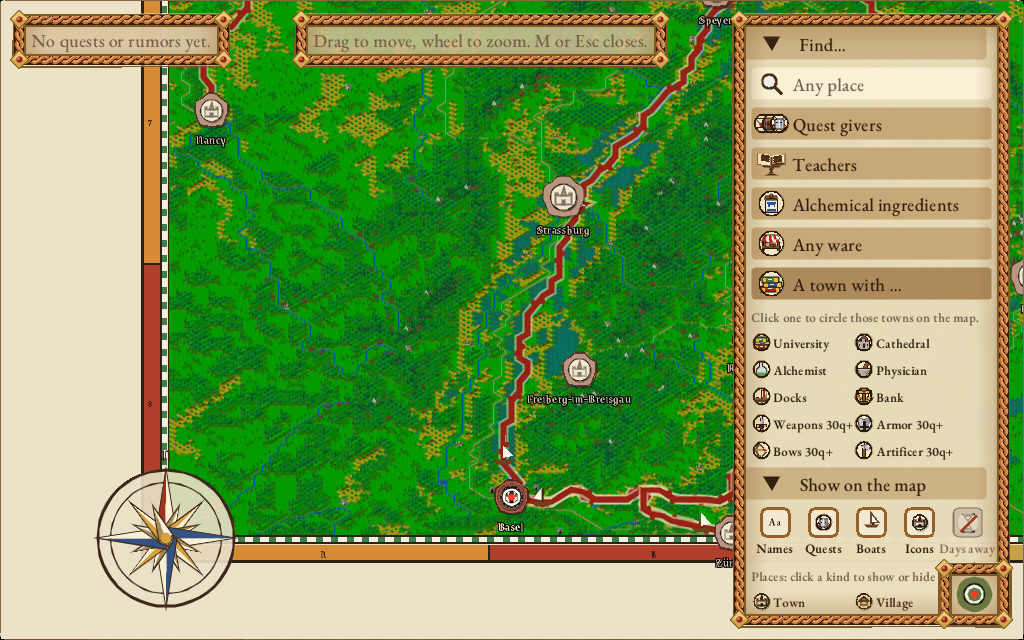 No quests or rumors yet.
Drag to move, wheel to zoom. M or Esc closes.
Speyer
Find...
Any place
Quest givers
Teachers
Alchemical ingredients
Any ware
A town with ...
Click one to circle those towns on the map.
University
Cathedral
Alchemist
Physician
Docks
Bank
Weapons 30q+
Armor 30q+
Bows 30q+
Artificer 30q+
Show on the map
Aa
Names
Quests
Boats
Icons
Days away
Places: click a kind to show or hide
Town
Village
7
Nancy
Strassburg
Freiberg-im-Breisgau
8
Basel
Zür
A
B